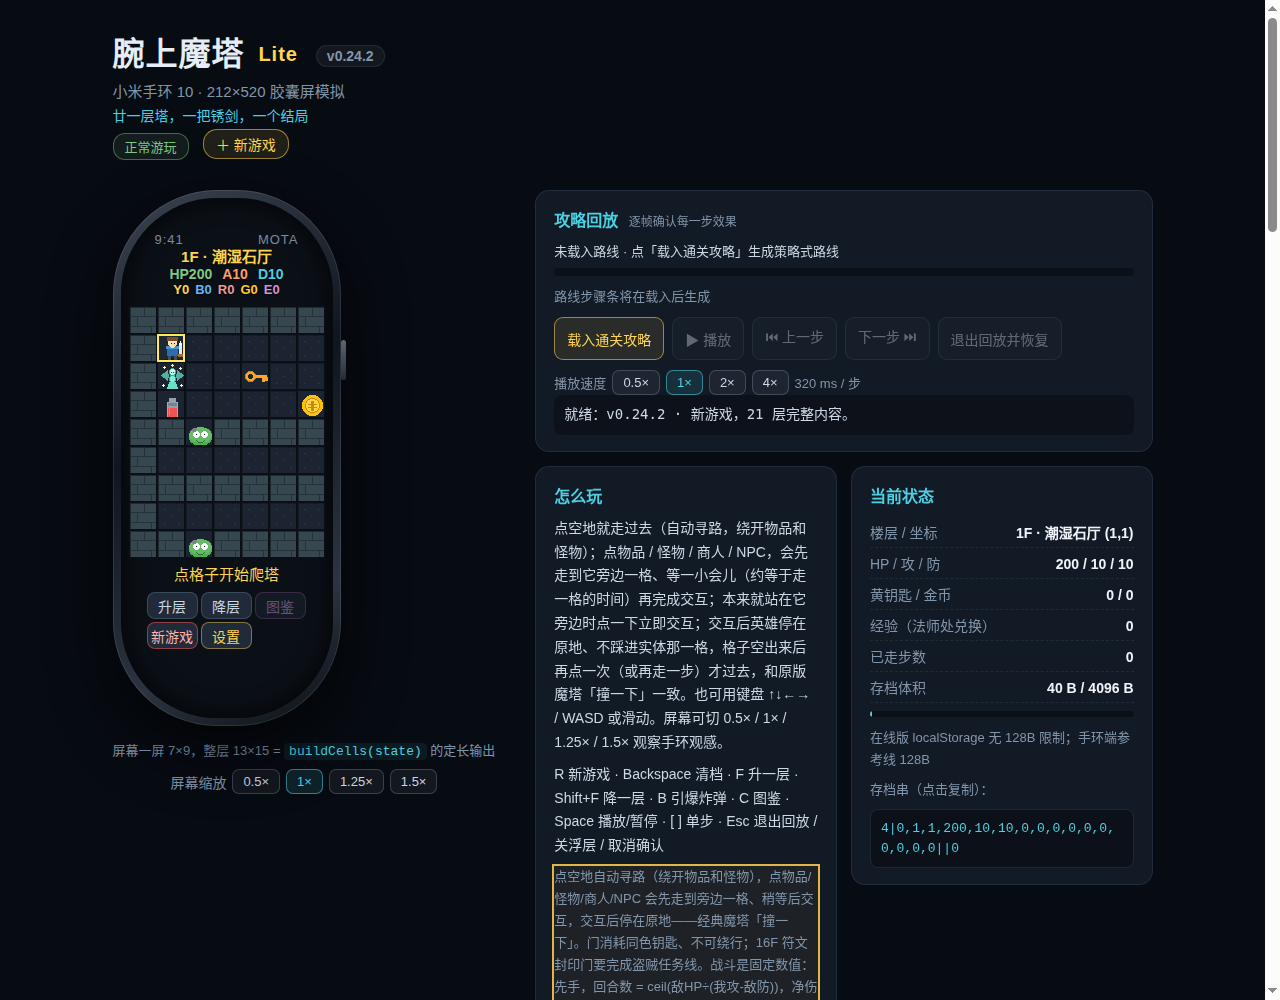 腕上魔塔 Lite v0.24.2
小米手环 10 · 212×520 胶囊屏模拟
廿一层塔，一把锈剑，一个结局
正常游玩 ＋ 新游戏
9:41 MOTA
1F · 潮湿石厅
HP200 A10 D10
Y0 B0 R0 G0 E0
点格子开始爬塔
升层 降层 图鉴
新游戏 设置
屏幕一屏 7×9，整层 13×15 = buildCells(state) 的定长输出
屏幕缩放 0.5× 1× 1.25× 1.5×
攻略回放 逐帧确认每一步效果
未载入路线 · 点「载入通关攻略」生成策略式路线
路线步骤条将在载入后生成
载入通关攻略 ▶ 播放 ⏮ 上一步 下一步 ⏭ 退出回放并恢复
播放速度 0.5× 1× 2× 4× 320 ms / 步
就绪：v0.24.2 · 新游戏，21 层完整内容。
怎么玩
点空地就走过去（自动寻路，绕开物品和
怪物）；点物品 / 怪物 / 商人 / NPC，会先
走到它旁边一格、等一小会儿（约等于走
一格的时间）再完成交互；本来就站在它
旁边时点一下立即交互；交互后英雄停在
原地、不踩进实体那一格，格子空出来后
再点一次（或再走一步）才过去，和原版
魔塔「撞一下」一致。也可用键盘 ↑↓←→
/ WASD 或滑动。屏幕可切 0.5× / 1× /
1.25× / 1.5× 观察手环观感。
R 新游戏 · Backspace 清档 · F 升一层 ·
Shift+F 降一层 · B 引爆炸弹 · C 图鉴 ·
Space 播放/暂停 · [ ] 单步 · Esc 退出回放 /
关浮层 / 取消确认
点空地自动寻路（绕开物品和怪物），点物品/
怪物/商人/NPC 会先走到旁边一格、稍等后交
互，交互后停在原地——经典魔塔「撞一
下」。门消耗同色钥匙、不可绕行；16F 符文
封印门要完成盗贼任务线。战斗是固定数值：
先手，回合数 = ceil(敌HP÷(我攻-敌防))，净伤
当前状态
楼层 / 坐标 1F · 潮湿石厅 (1,1)
HP / 攻 / 防 200 / 10 / 10
黄钥匙 / 金币 0 / 0
经验（法师处兑换） 0
已走步数 0
存档体积 40 B / 4096 B
在线版 localStorage 无 128B 限制；手环端参
考线 128B
存档串（点击复制）：
4|0,1,1,200,10,10,0,0,0,0,0,0,0,
0,0,0,0||0